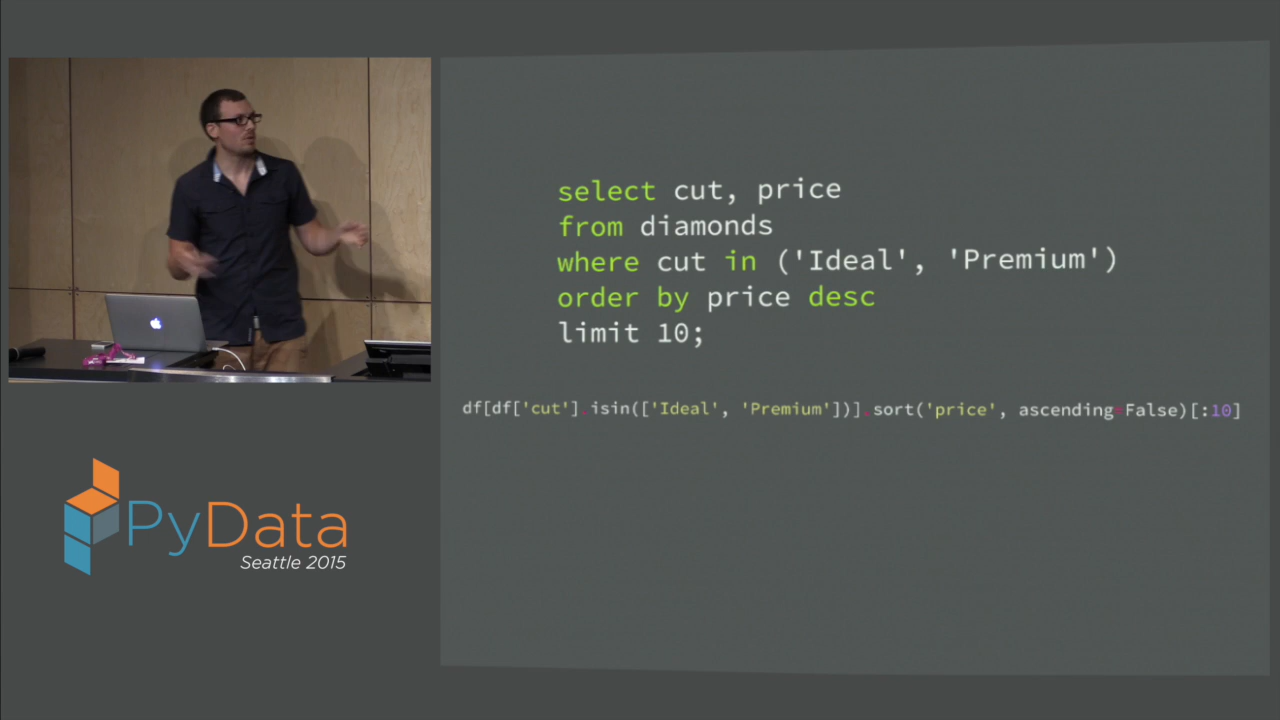 select cut, price
from diamonds
where cut in ('Ideal', 'Premium')
order by price desc
limit 10;
df[df['cut'].isin(['Ideal', 'Premium'])].sort('price', ascending=False)[:10]
PyData
Seattle 2015